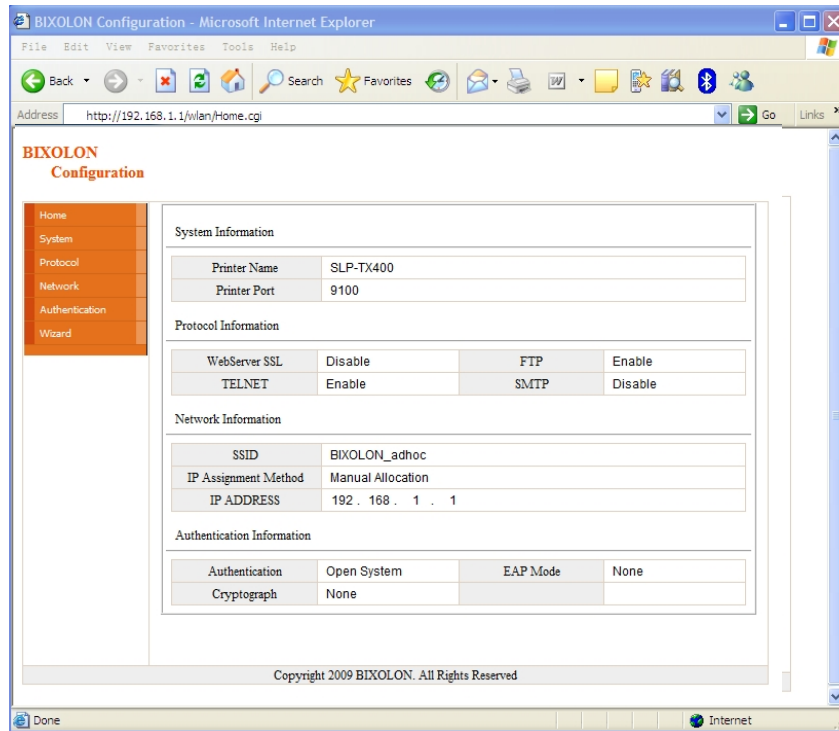 BIXOLON Configuration - Microsoft Internet Explorer
File Edit View Favorites Tools Help
Back Search Favorites W
Address http://192.168.1.1/wlan/Home.cgi Go Links »
BIXOLON
Configuration
Home
System
Protocol
Network
Authentication
Wizard
System Information
Printer Name SLP-TX400
Printer Port 9100
Protocol Information
WebServer SSL Disable FTP Enable
TELNET Enable SMTP Disable
Network Information
SSID BIXOLON_adhoc
IP Assignment Method Manual Allocation
IP ADDRESS 192 . 168 . 1 . 1
Authentication Information
Authentication Open System EAP Mode None
Cryptograph None
Copyright 2009 BIXOLON. All Rights Reserved
Done Internet